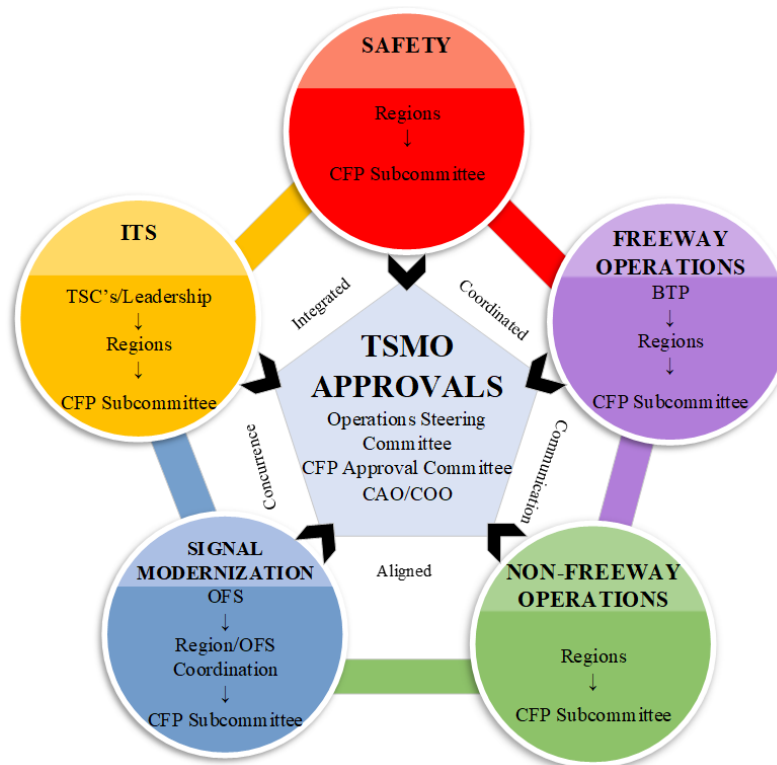 SAFETY
Regions
↓
CFP Subcommittee
ITS
TSC's/Leadership
↓
Regions
↓
CFP Subcommittee
FREEWAY
OPERATIONS
BTP
↓
Regions
↓
CFP Subcommittee
Integrated
Coordinated
TSMO
APPROVALS
Operations Steering
Committee
CFP Approval Committee
CAO/COO
Concurrence
Communication
Aligned
SIGNAL
MODERNIZATION
OFS
↓
Region/OFS
Coordination
↓
CFP Subcommittee
NON-FREEWAY
OPERATIONS
Regions
↓
CFP Subcommittee